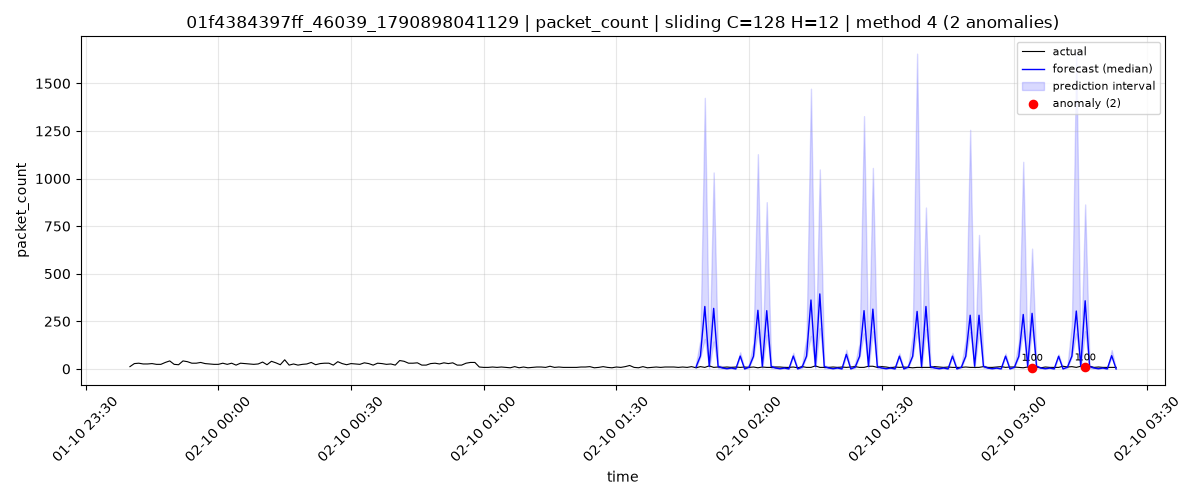 01f4384397ff_46039_1790898041129 | packet_count | sliding C=128 H=12 | method 4 (2 anomalies)
actual
forecast (median)
prediction interval
anomaly (2)
packet_count
1500
1250
1000
750
500
250
0
1.00 1.00
01-10 23:30 02-10 00:00 02-10 00:30 02-10 01:00 02-10 01:30 02-10 02:00 02-10 02:30 02-10 03:00 02-10 03:30
time